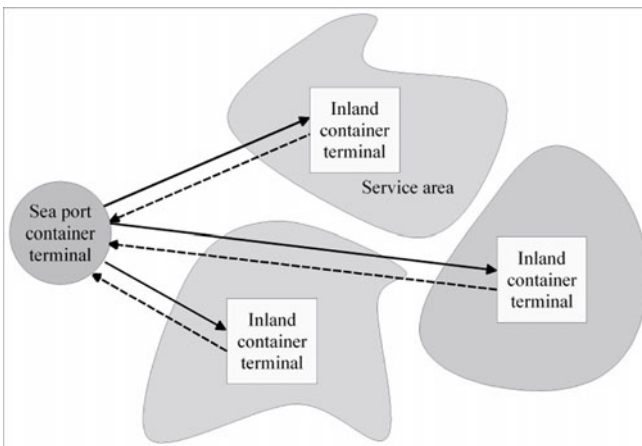 Inland
container
terminal
Service area
Sea port
container
terminal
Inland
container
terminal
Inland
container
terminal